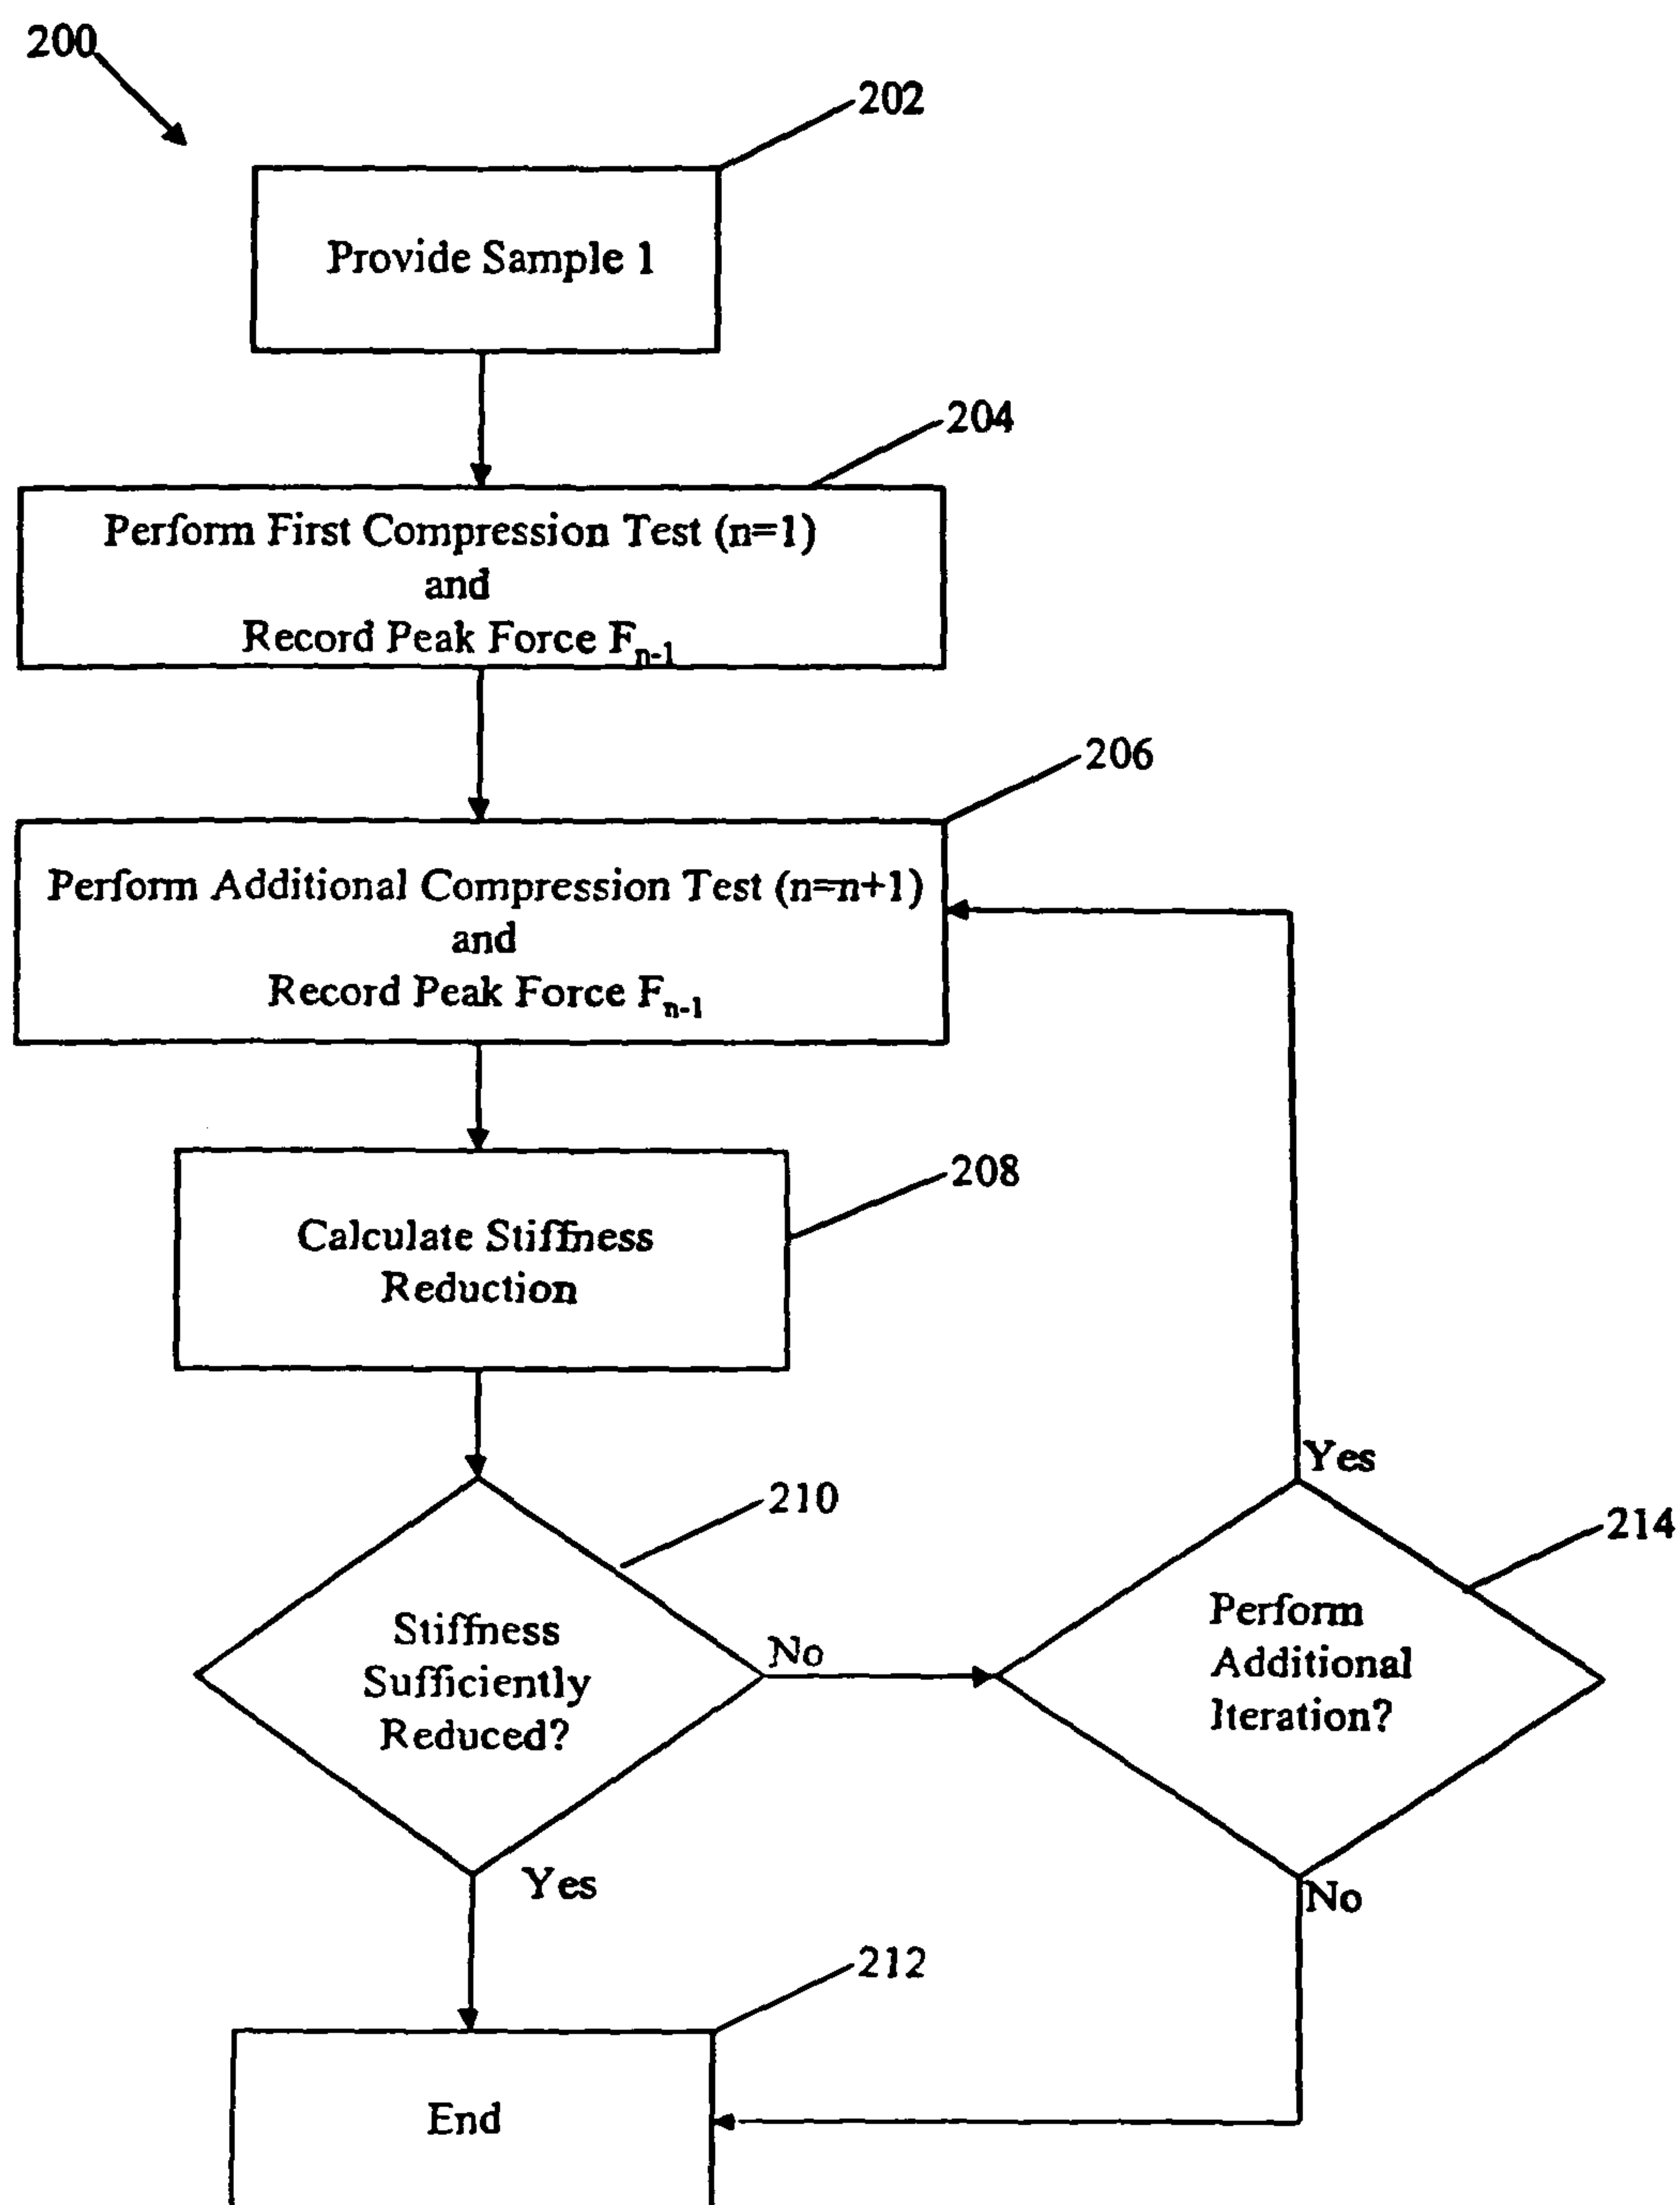 200
202
Provide Sample 1
204
Perform First Compression Test (n=1)
and
Record Peak Force Fn-1
206
Perform Additional Compression Test (n=n+1)
and
Record Peak Force Fn-1
208
Calculate Stiffness
Reduction
210
Stiffness
Sufficiently
Reduced?
No
Yes
214
Perform
Additional
Iteration?
Yes
No
212
End